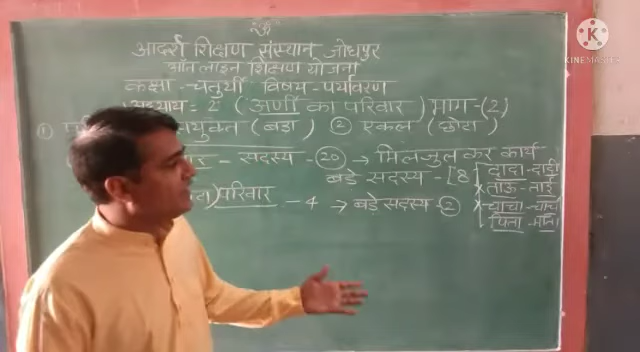 ॐ
आदर्श शिक्षण संस्थान जोधपुर
ऑनलाइन शिक्षण योजना
कक्षा - चतुर्थी विषय - पर्यावरण
अध्याय - 2 (अर्णी का परिवार) भाग - (2)
① संयुक्त (बड़ा) ② एकल (छोटा)
- सदस्य - 20 → मिलजुल कर कार्य
बड़े सदस्य - [8
दादा - दादी
ताऊ - ताई
चाचा - चाची
पिता - माता
परिवार - 4 → बड़े सदस्य - 2
K
KINEMASTER